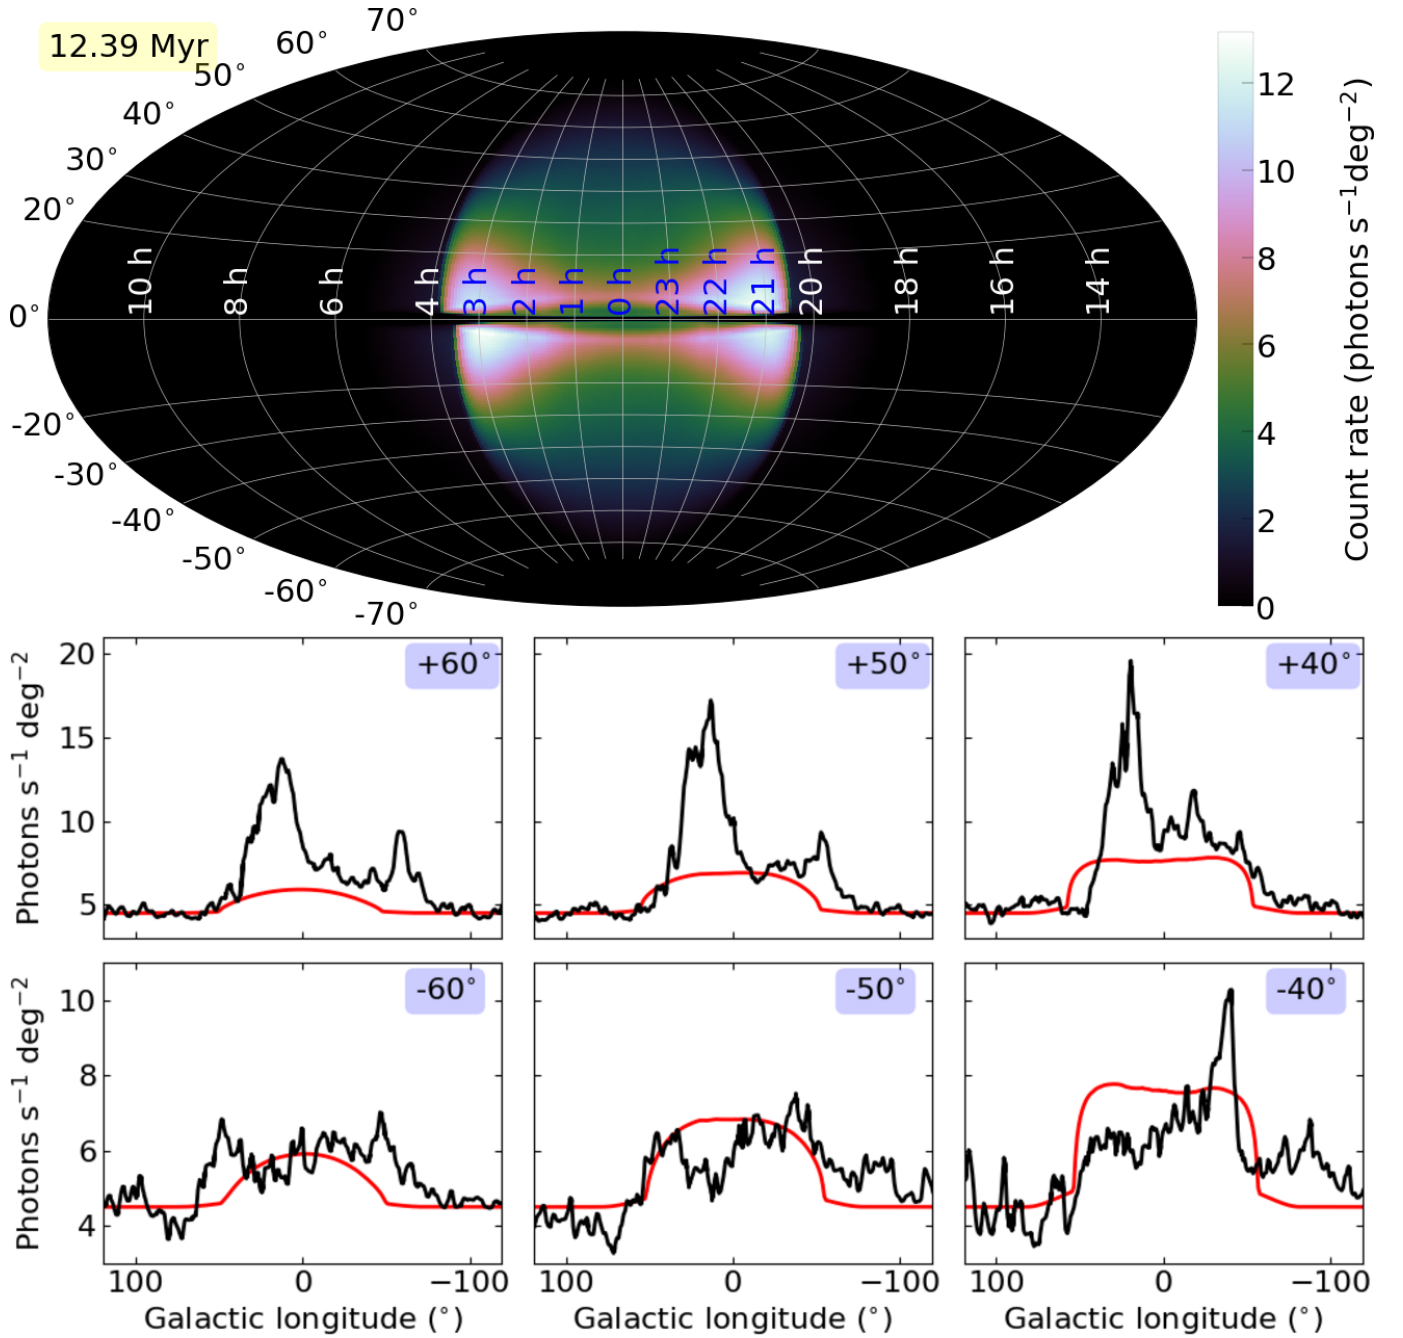 12.39 Myr
70°
60°
50°
40°
30°
20°
0°
-20°
-30°
-40°
-50°
-60°
-70°
10 h
8 h
6 h
4 h
3 h
2 h
1 h
0 h
23 h
22 h
21 h
20 h
18 h
16 h
14 h
12
10
8
6
4
2
0
Count rate (photons s⁻¹deg⁻²)
+60°
+50°
+40°
20
15
10
5
Photons s⁻¹ deg⁻²
-60°
-50°
-40°
10
8
6
4
Photons s⁻¹ deg⁻²
100 0 −100
100 0 −100
100 0 −100
Galactic longitude (°)
Galactic longitude (°)
Galactic longitude (°)